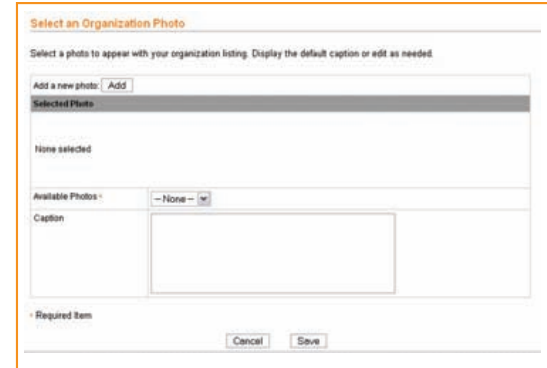 Select an Organization Photo
Select a photo to appear with your organization listing. Display the default caption or edit as needed.
Add a new photo: Add
Selected Photo
None selected
Available Photos - – None –
Caption
- Required Item
Cancel Save